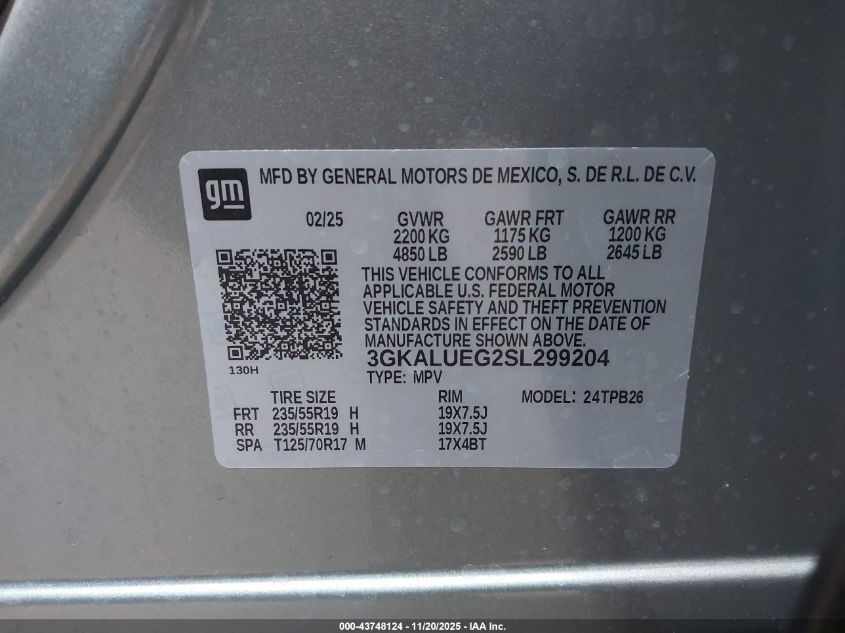 gm
MFD BY GENERAL MOTORS DE MEXICO, S. DE R.L. DE C.V.
02/25 GVWR GAWR FRT GAWR RR
2200 KG 1175 KG 1200 KG
4850 LB 2590 LB 2645 LB
THIS VEHICLE CONFORMS TO ALL
APPLICABLE U.S. FEDERAL MOTOR
VEHICLE SAFETY AND THEFT PREVENTION
STANDARDS IN EFFECT ON THE DATE OF
MANUFACTURE SHOWN ABOVE.
3GKALUEG2SL299204
130H TYPE: MPV
TIRE SIZE RIM MODEL: 24TPB26
FRT 235/55R19 H 19X7.5J
RR 235/55R19 H 19X7.5J
SPA T125/70R17 M 17X4BT
000-43748124 - 11/20/2025 - IAA Inc.